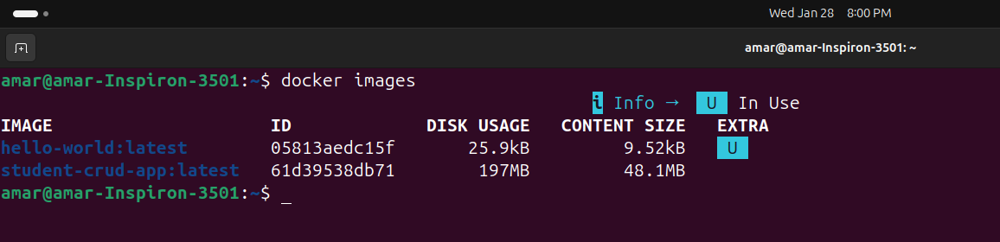 Wed Jan 28 8:00 PM
amar@amar-Inspiron-3501: ~
amar@amar-Inspiron-3501:~$ docker images
i Info → U In Use
IMAGE ID DISK USAGE CONTENT SIZE EXTRA
hello-world:latest 05813aedc15f 25.9kB 9.52kB U
student-crud-app:latest 61d39538db71 197MB 48.1MB
amar@amar-Inspiron-3501:~$ _